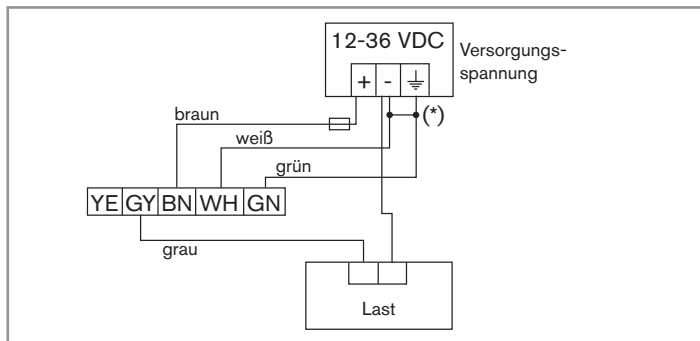 12-36 VDC
Versorgungs-
spannung
+ -
(*)
braun
weiß
grün
YE GY BN WH GN
grau
Last